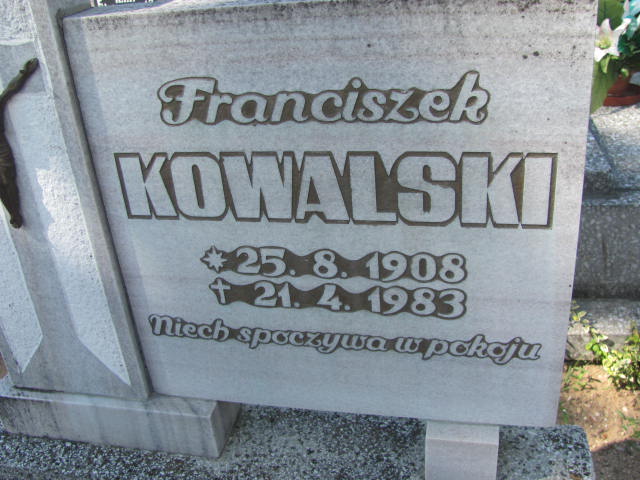 Franciszek
KOWALSKI
* 25. 8. 1908
† 21. 4. 1983
Niech spoczywa w pokoju